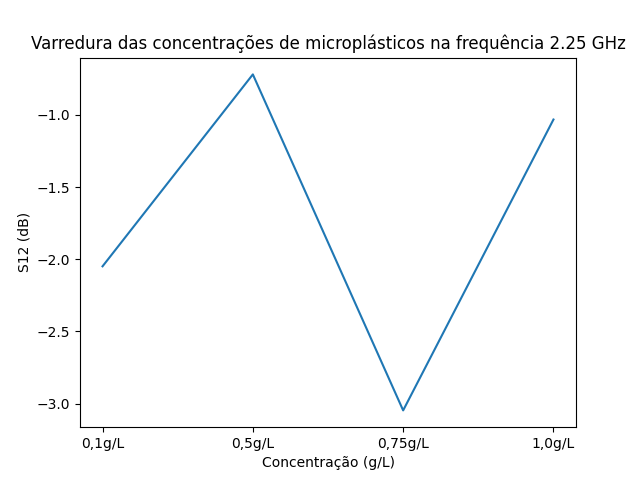 Varredura das concentrações de microplásticos na frequência 2.25 GHz
−1.0
−1.5
−2.0
−2.5
−3.0
S12 (dB)
0,1g/L 0,5g/L 0,75g/L 1,0g/L
Concentração (g/L)